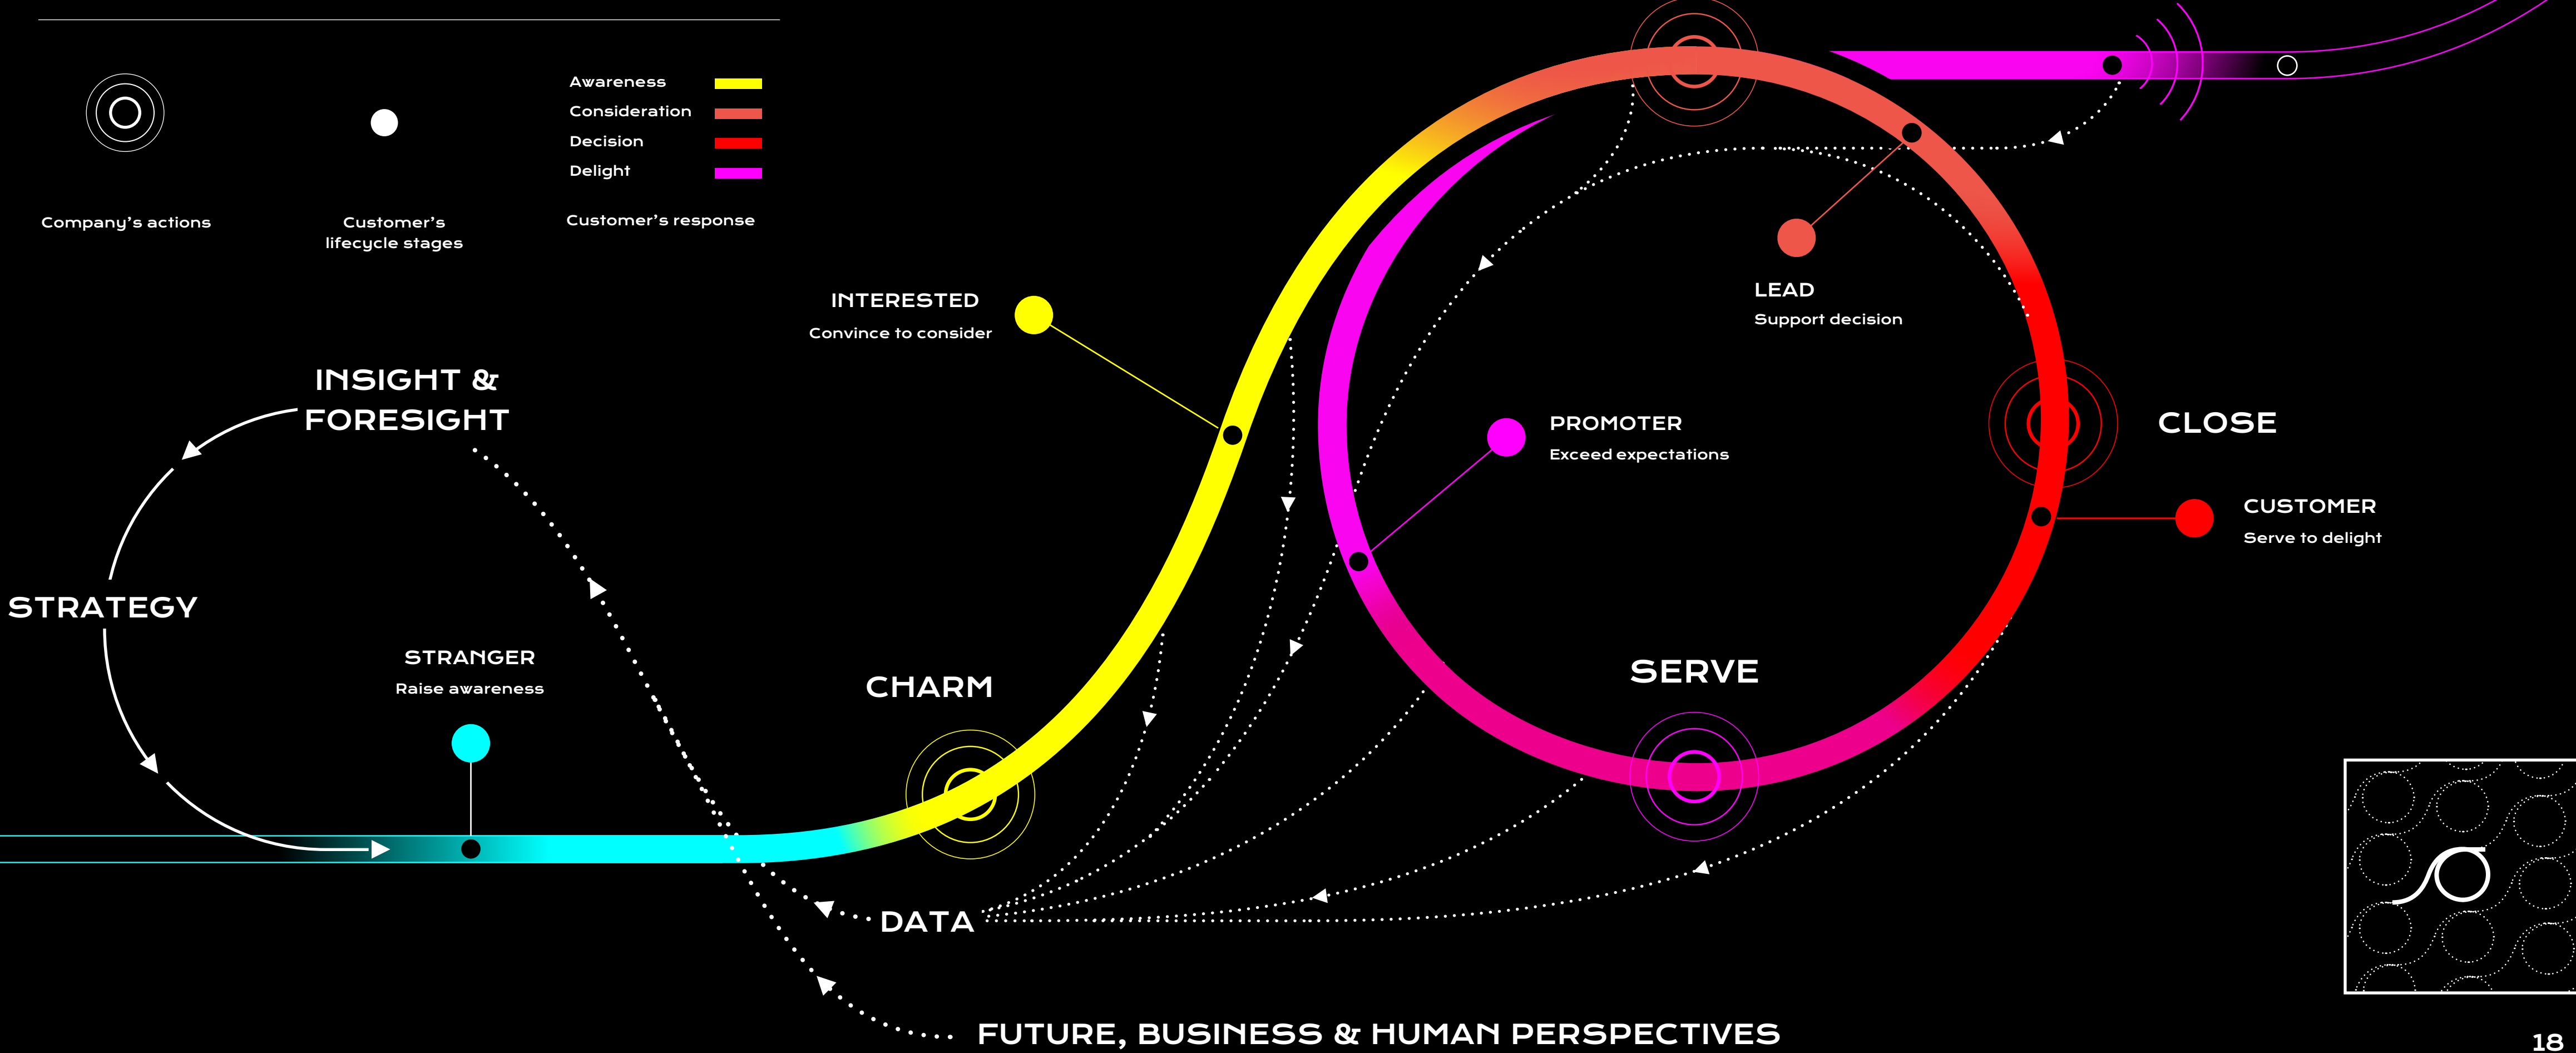 Awareness
Consideration
Decision
Delight
Company's actions
Customer's
lifecycle stages
Customer's response
INTERESTED
Convince to consider
LEAD
Support decision
INSIGHT &
FORESIGHT
PROMOTER
Exceed expectations
CLOSE
CUSTOMER
Serve to delight
STRATEGY
STRANGER
Raise awareness
CHARM
SERVE
DATA
FUTURE, BUSINESS & HUMAN PERSPECTIVES
18